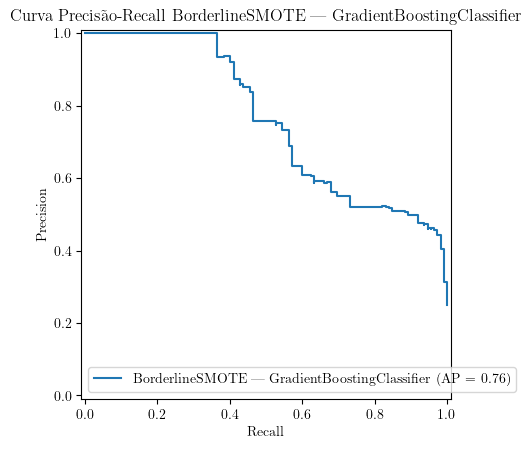 Curva Precisão-Recall BorderlineSMOTE — GradientBoostingClassifier
1.0
0.8
0.6
0.4
0.2
0.0
Precision
BorderlineSMOTE — GradientBoostingClassifier (AP = 0.76)
0.0 0.2 0.4 0.6 0.8 1.0
Recall